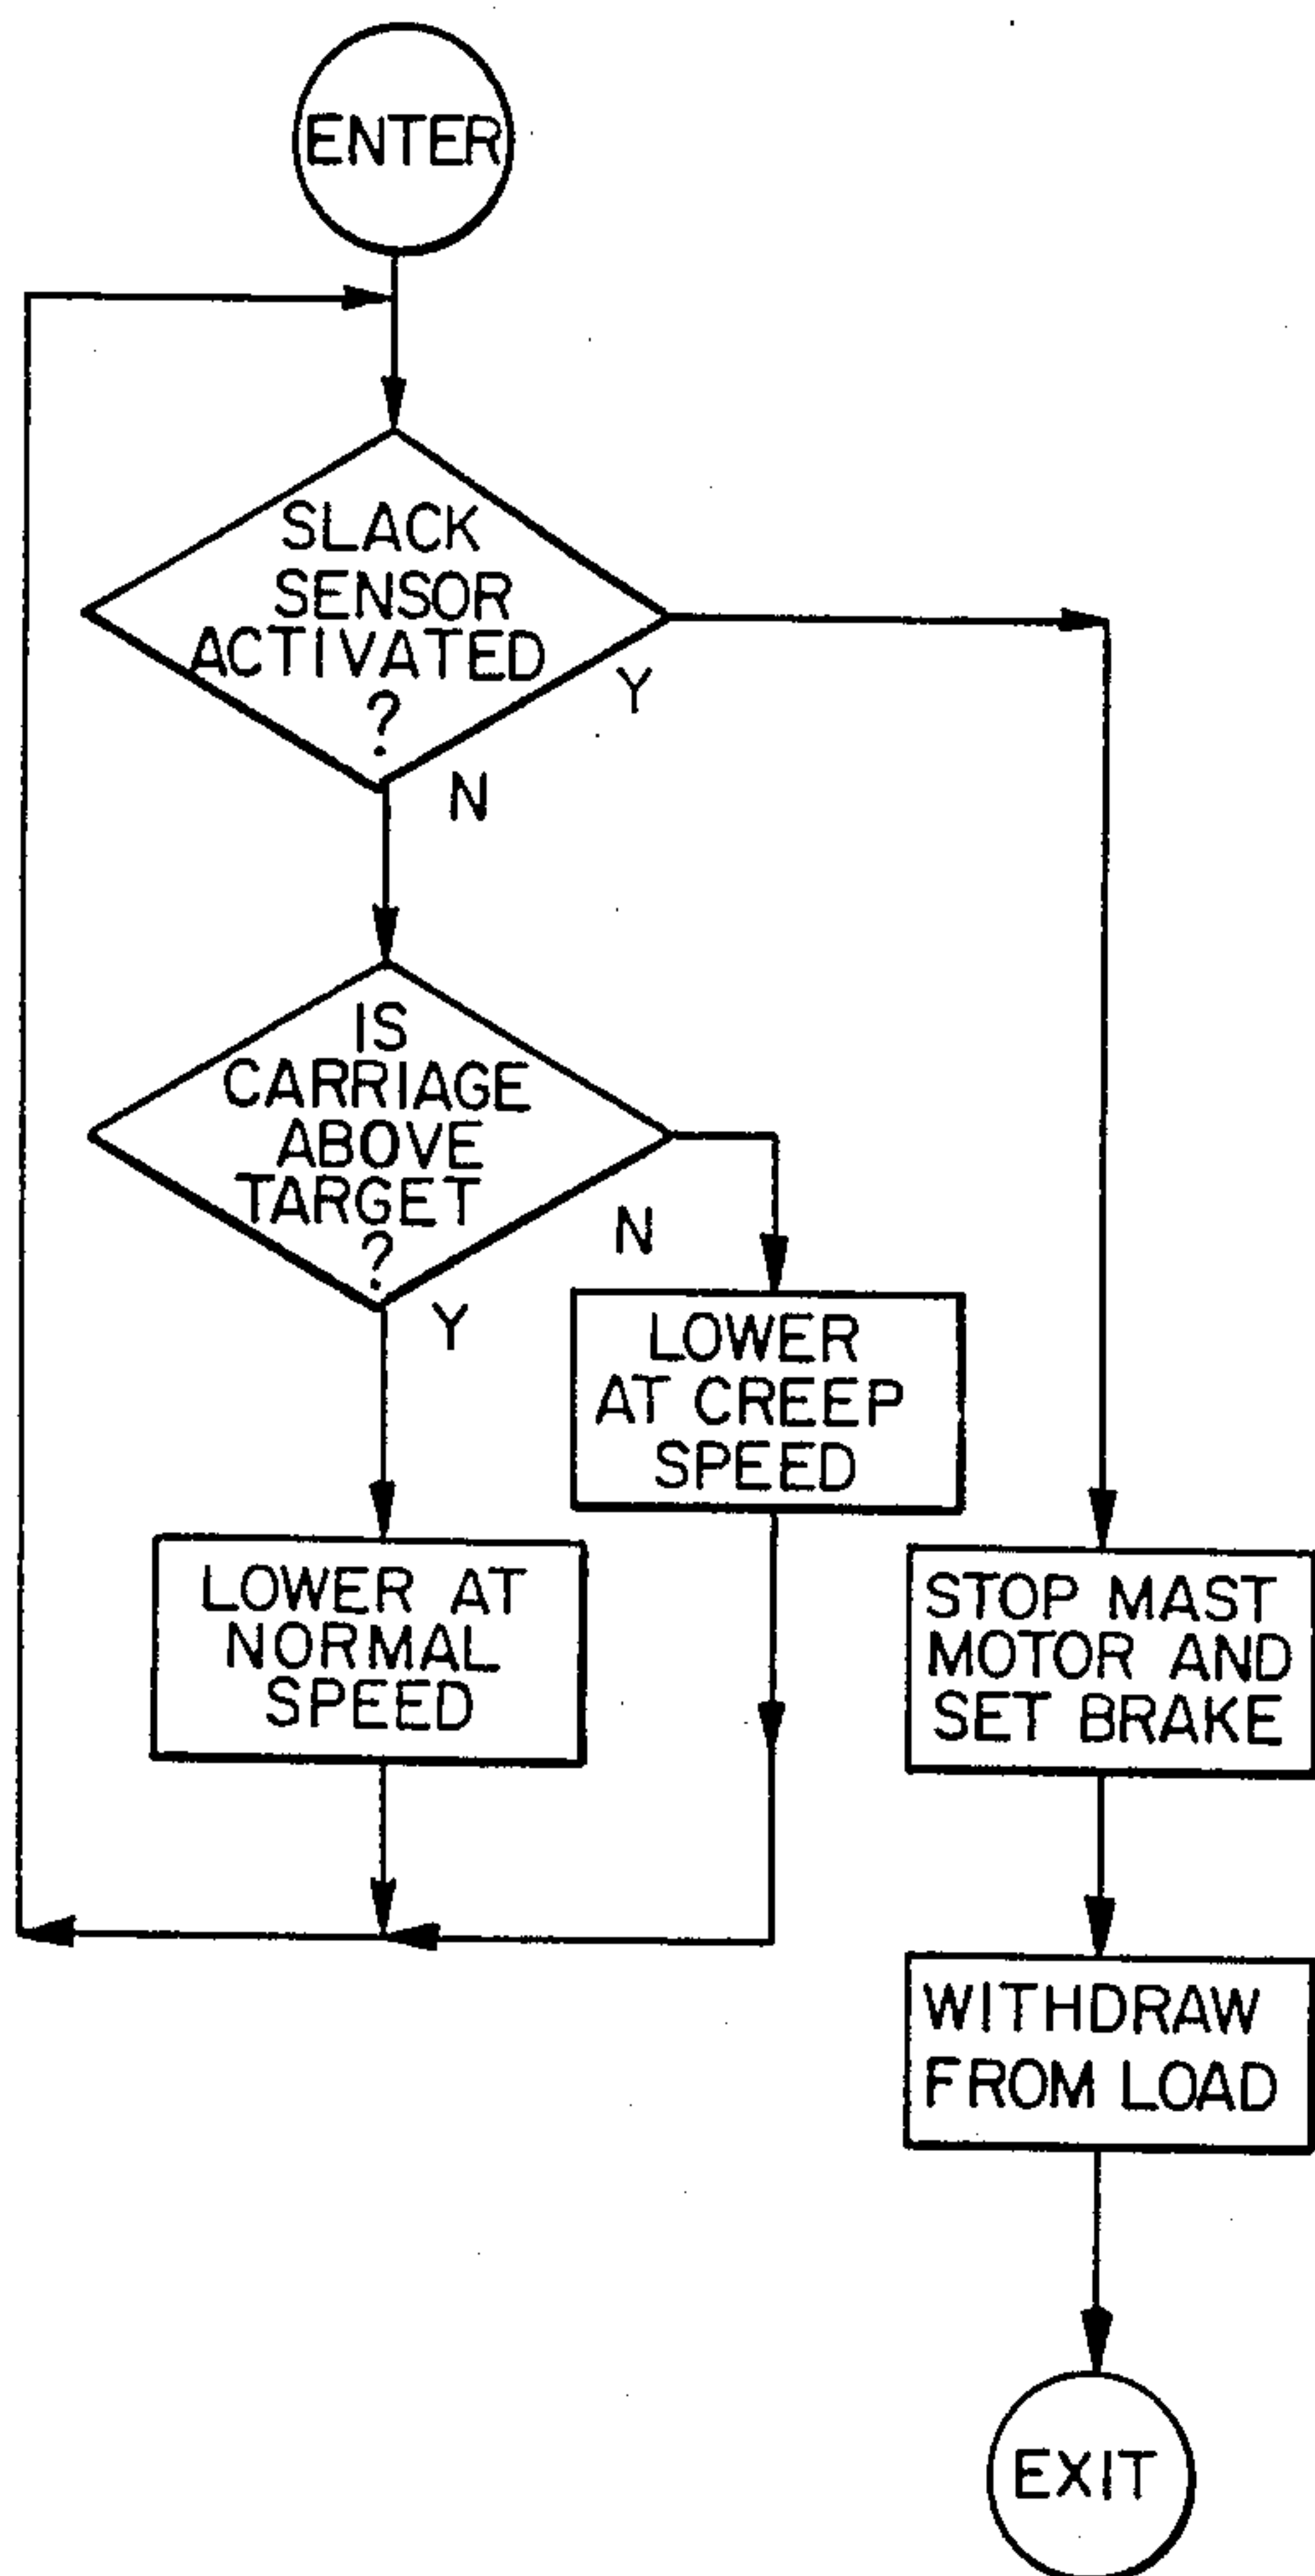 ENTER
SLACK
SENSOR
ACTIVATED
?
Y
N
IS
CARRIAGE
ABOVE
TARGET
?
N
Y
LOWER
AT CREEP
SPEED
LOWER AT
NORMAL
SPEED
STOP MAST
MOTOR AND
SET BRAKE
WITHDRAW
FROM LOAD
EXIT